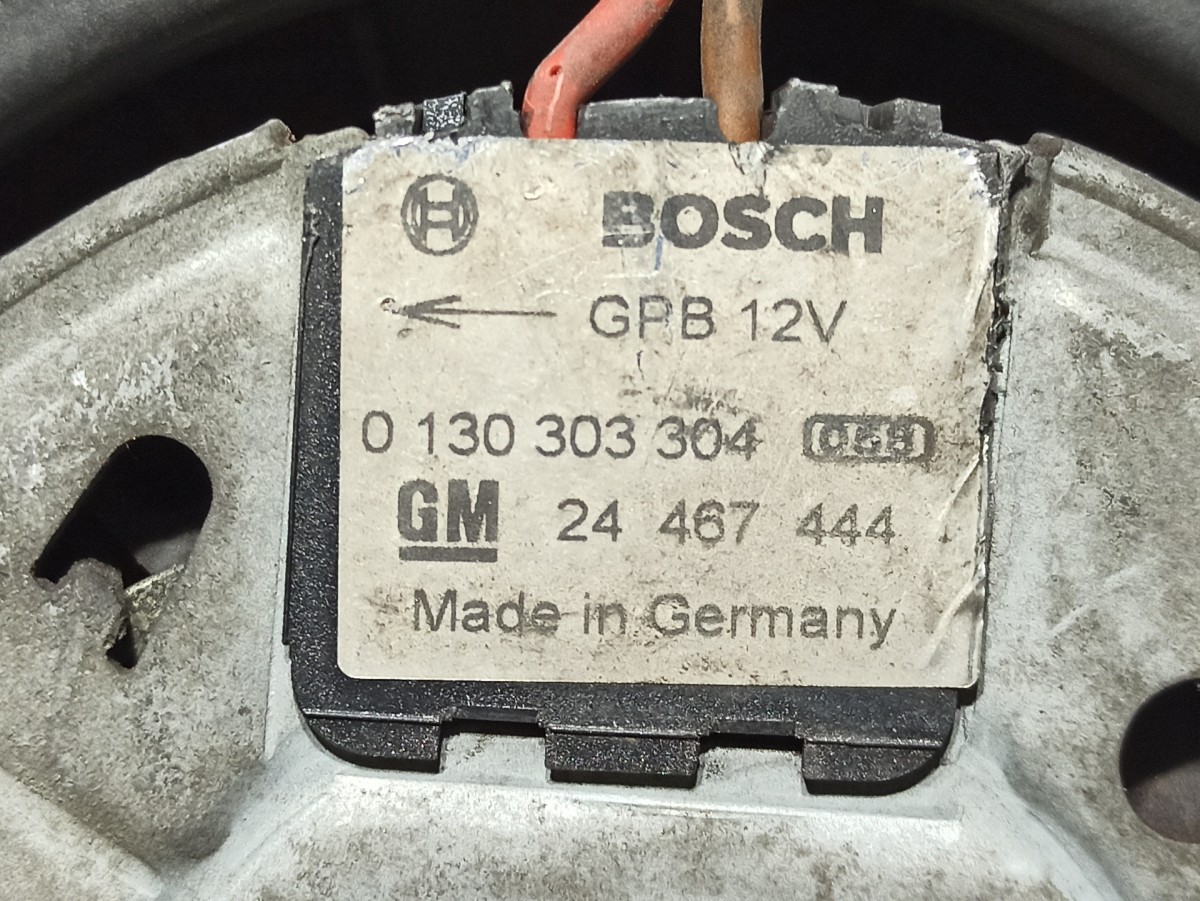 BOSCH
GPB 12V
0 130 303 304
GM 24 467 444
Made in Germany